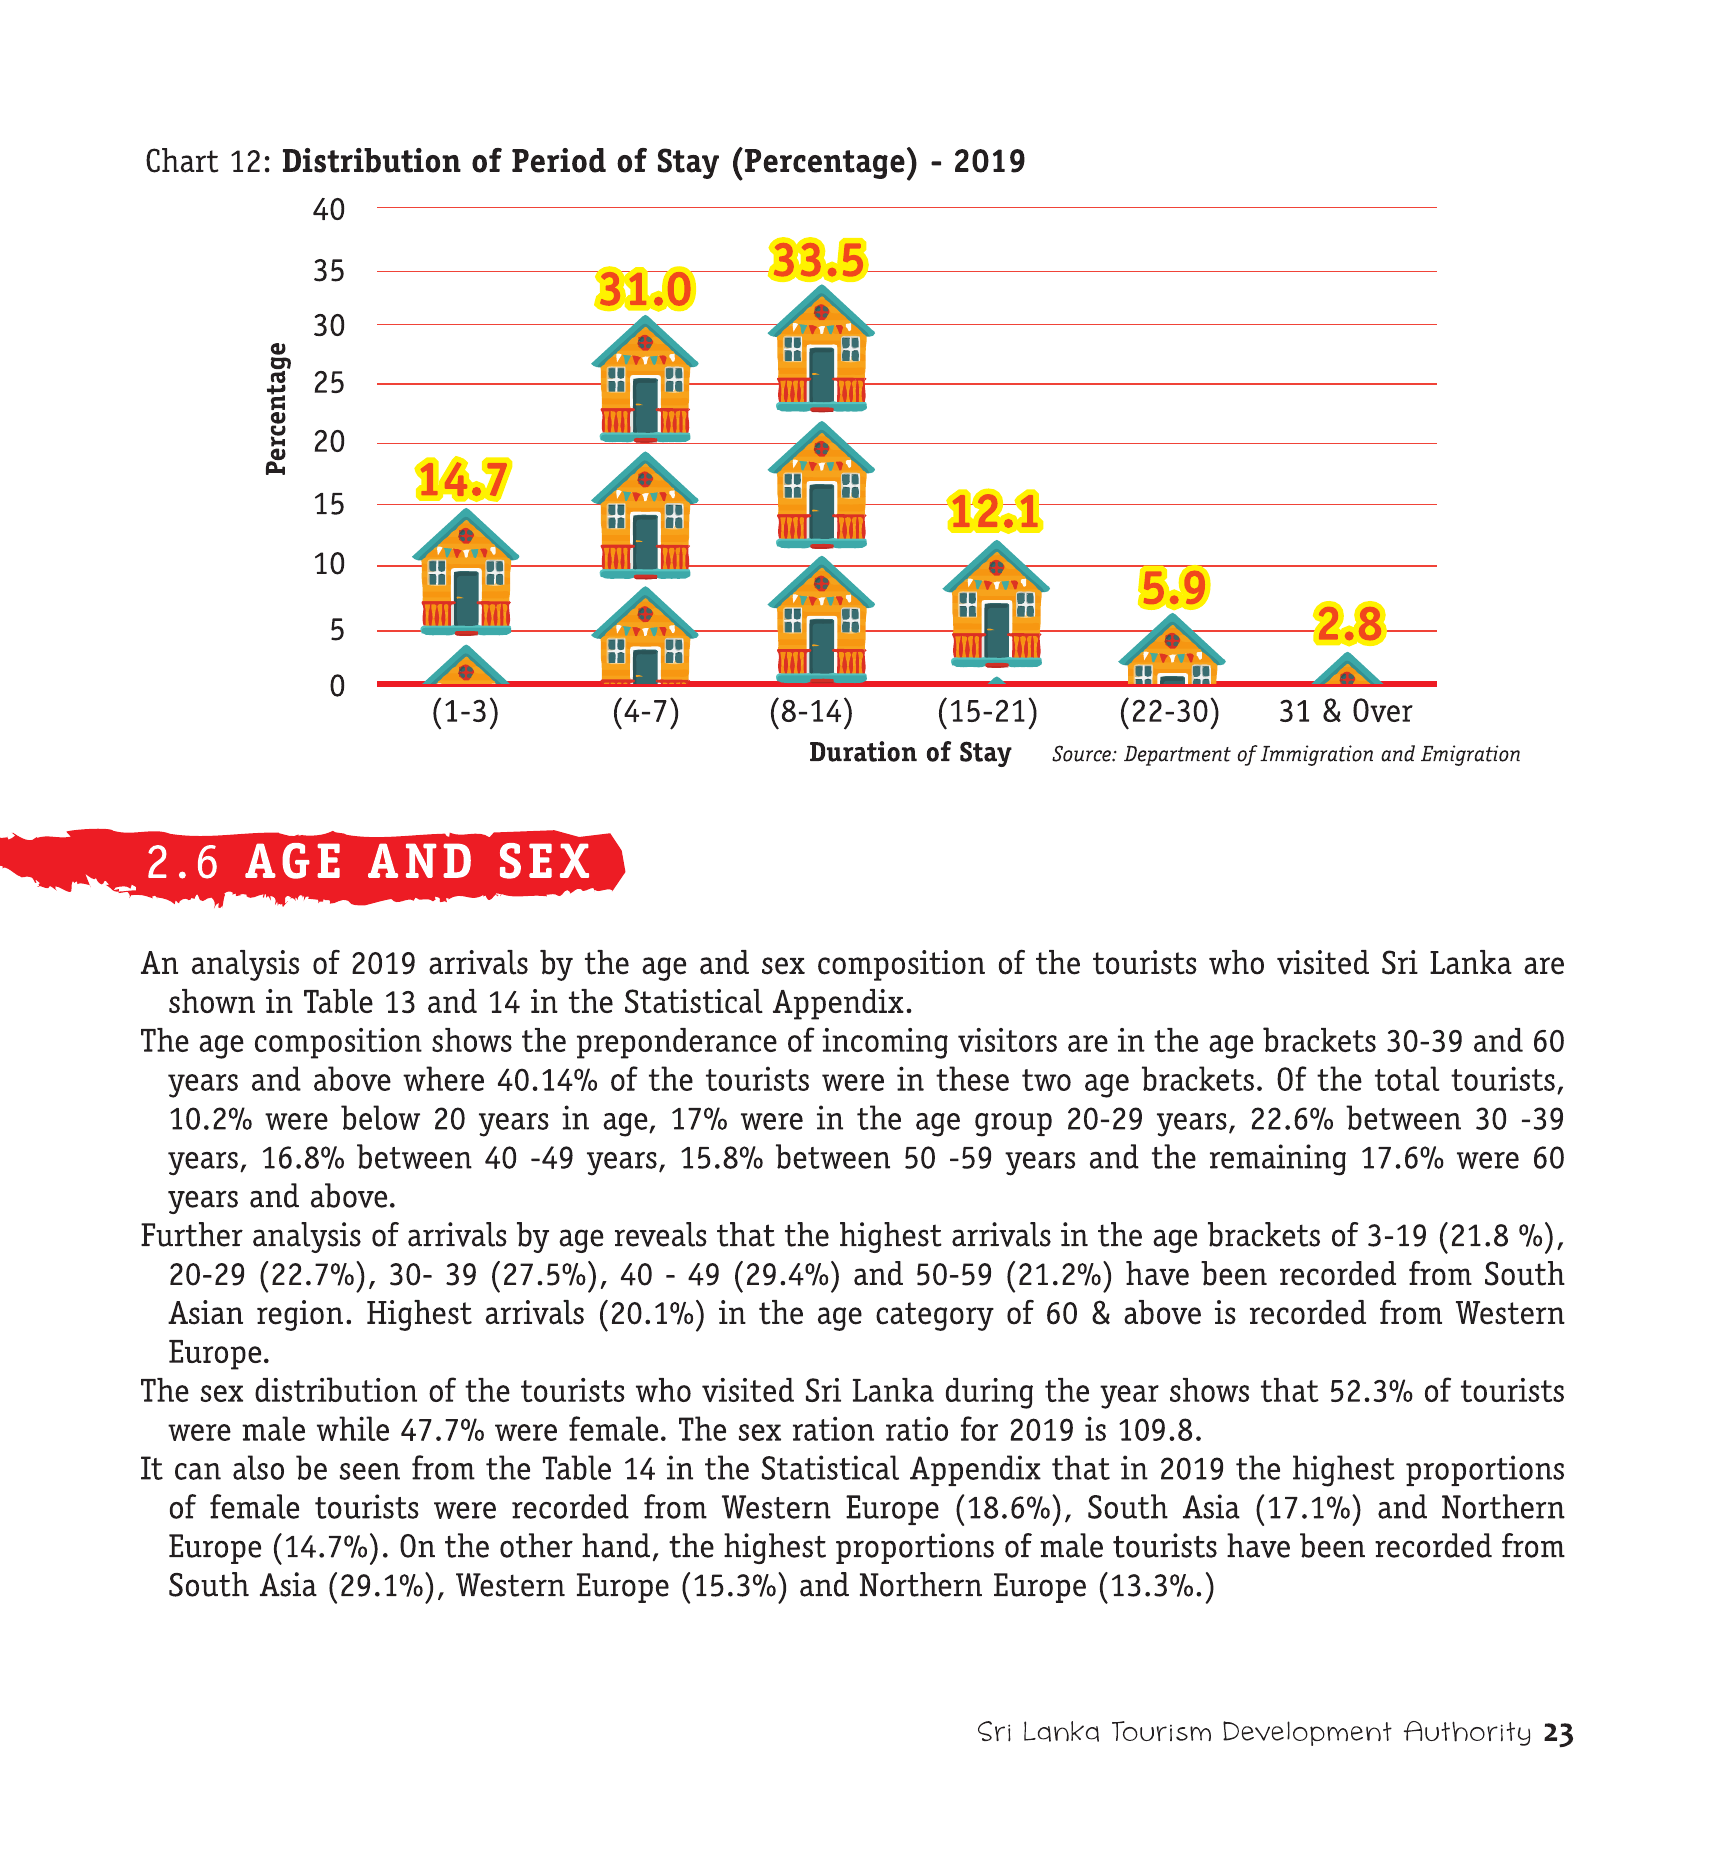 Chart 12: Distribution of Period of Stay (Percentage) - 2019
40
35
30
25
20
15
10
5
0
Percentage
14.7
31.0
33.5
12.1
5.9
2.8
(1-3)
(4-7)
(8-14)
(15-21)
(22-30)
31 & Over
Duration of Stay
Source: Department of Immigration and Emigration
2.6 AGE AND SEX
An analysis of 2019 arrivals by the age and sex composition of the tourists who visited Sri Lanka are
shown in Table 13 and 14 in the Statistical Appendix.
The age composition shows the preponderance of incoming visitors are in the age brackets 30-39 and 60
years and above where 40.14% of the tourists were in these two age brackets. Of the total tourists,
10.2% were below 20 years in age, 17% were in the age group 20-29 years, 22.6% between 30 -39
years, 16.8% between 40 -49 years, 15.8% between 50 -59 years and the remaining 17.6% were 60
years and above.
Further analysis of arrivals by age reveals that the highest arrivals in the age brackets of 3-19 (21.8 %),
20-29 (22.7%), 30- 39 (27.5%), 40 - 49 (29.4%) and 50-59 (21.2%) have been recorded from South
Asian region. Highest arrivals (20.1%) in the age category of 60 & above is recorded from Western
Europe.
The sex distribution of the tourists who visited Sri Lanka during the year shows that 52.3% of tourists
were male while 47.7% were female. The sex ration ratio for 2019 is 109.8.
It can also be seen from the Table 14 in the Statistical Appendix that in 2019 the highest proportions
of female tourists were recorded from Western Europe (18.6%), South Asia (17.1%) and Northern
Europe (14.7%). On the other hand, the highest proportions of male tourists have been recorded from
South Asia (29.1%), Western Europe (15.3%) and Northern Europe (13.3%.)
Sri Lanka Tourism Development Authority 23